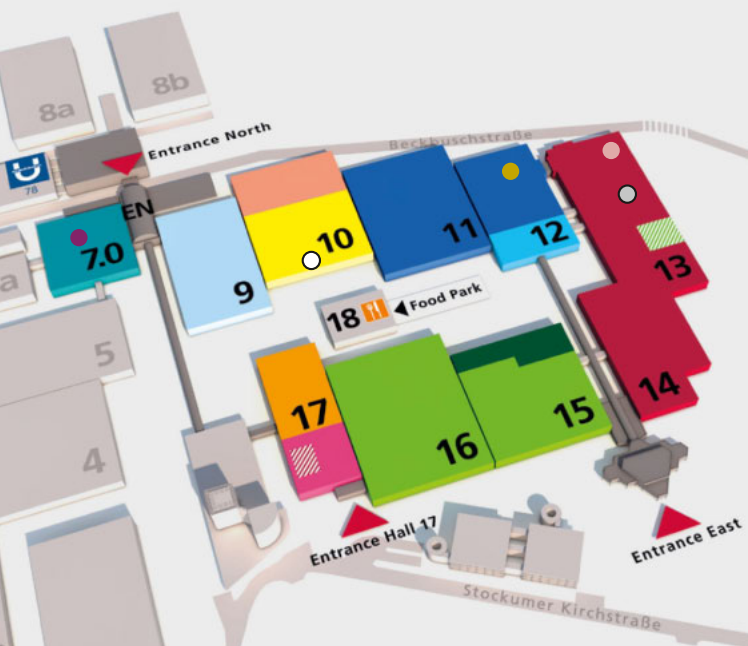 8b
8a
Entrance North
Beckbuschstraße
U
78
EN
7.0
9
10
11
12
13
a
18
Food Park
5
4
17
16
15
14
Entrance Hall 17
Entrance East
Stockumer Kirchstraße